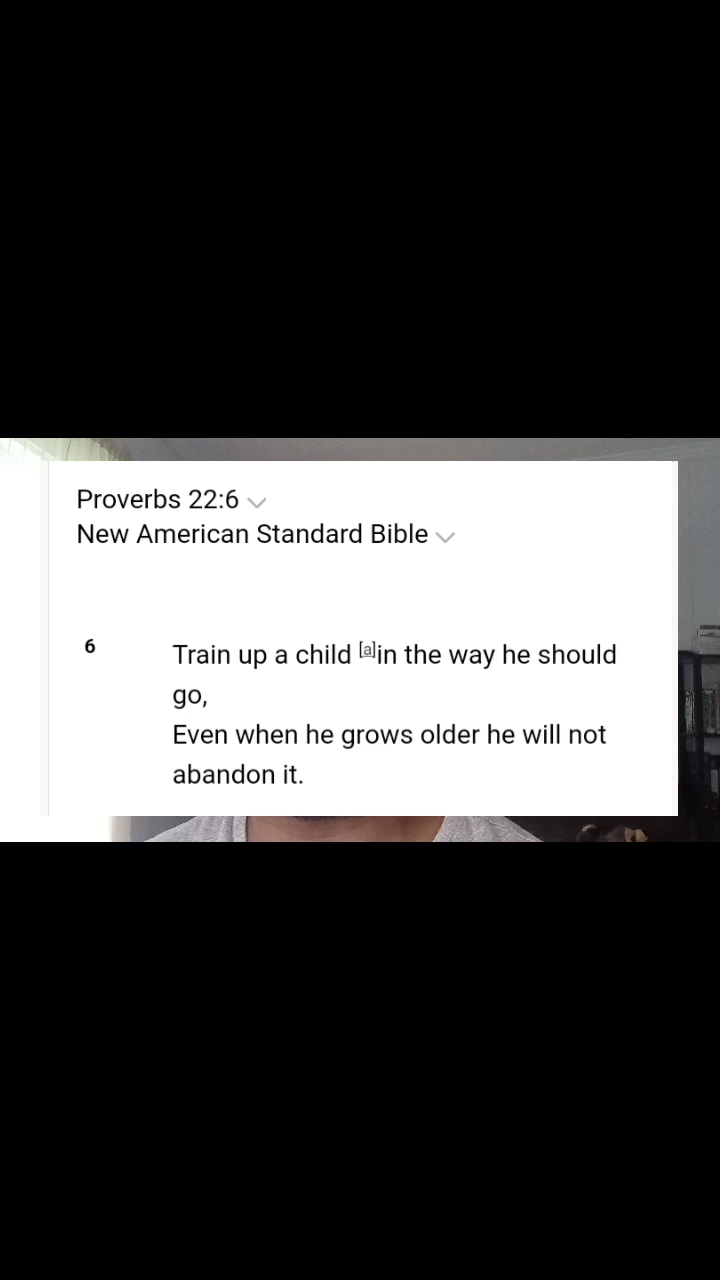 Proverbs 22:6
New American Standard Bible
6 Train up a child [a]in the way he should
go,
Even when he grows older he will not
abandon it.